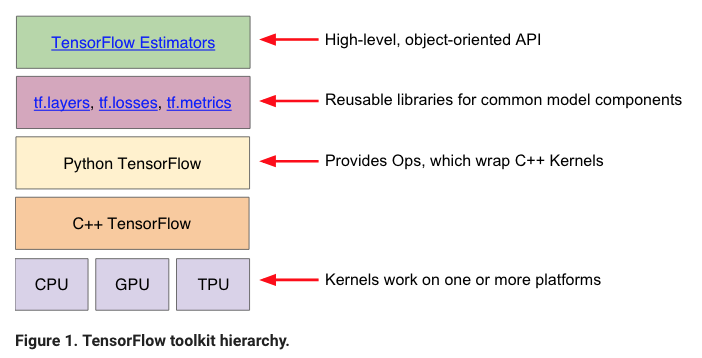 TensorFlow Estimators
High-level, object-oriented API
tf.layers, tf.losses, tf.metrics
Reusable libraries for common model components
Python TensorFlow
Provides Ops, which wrap C++ Kernels
C++ TensorFlow
CPU
GPU
TPU
Kernels work on one or more platforms
Figure 1. TensorFlow toolkit hierarchy.